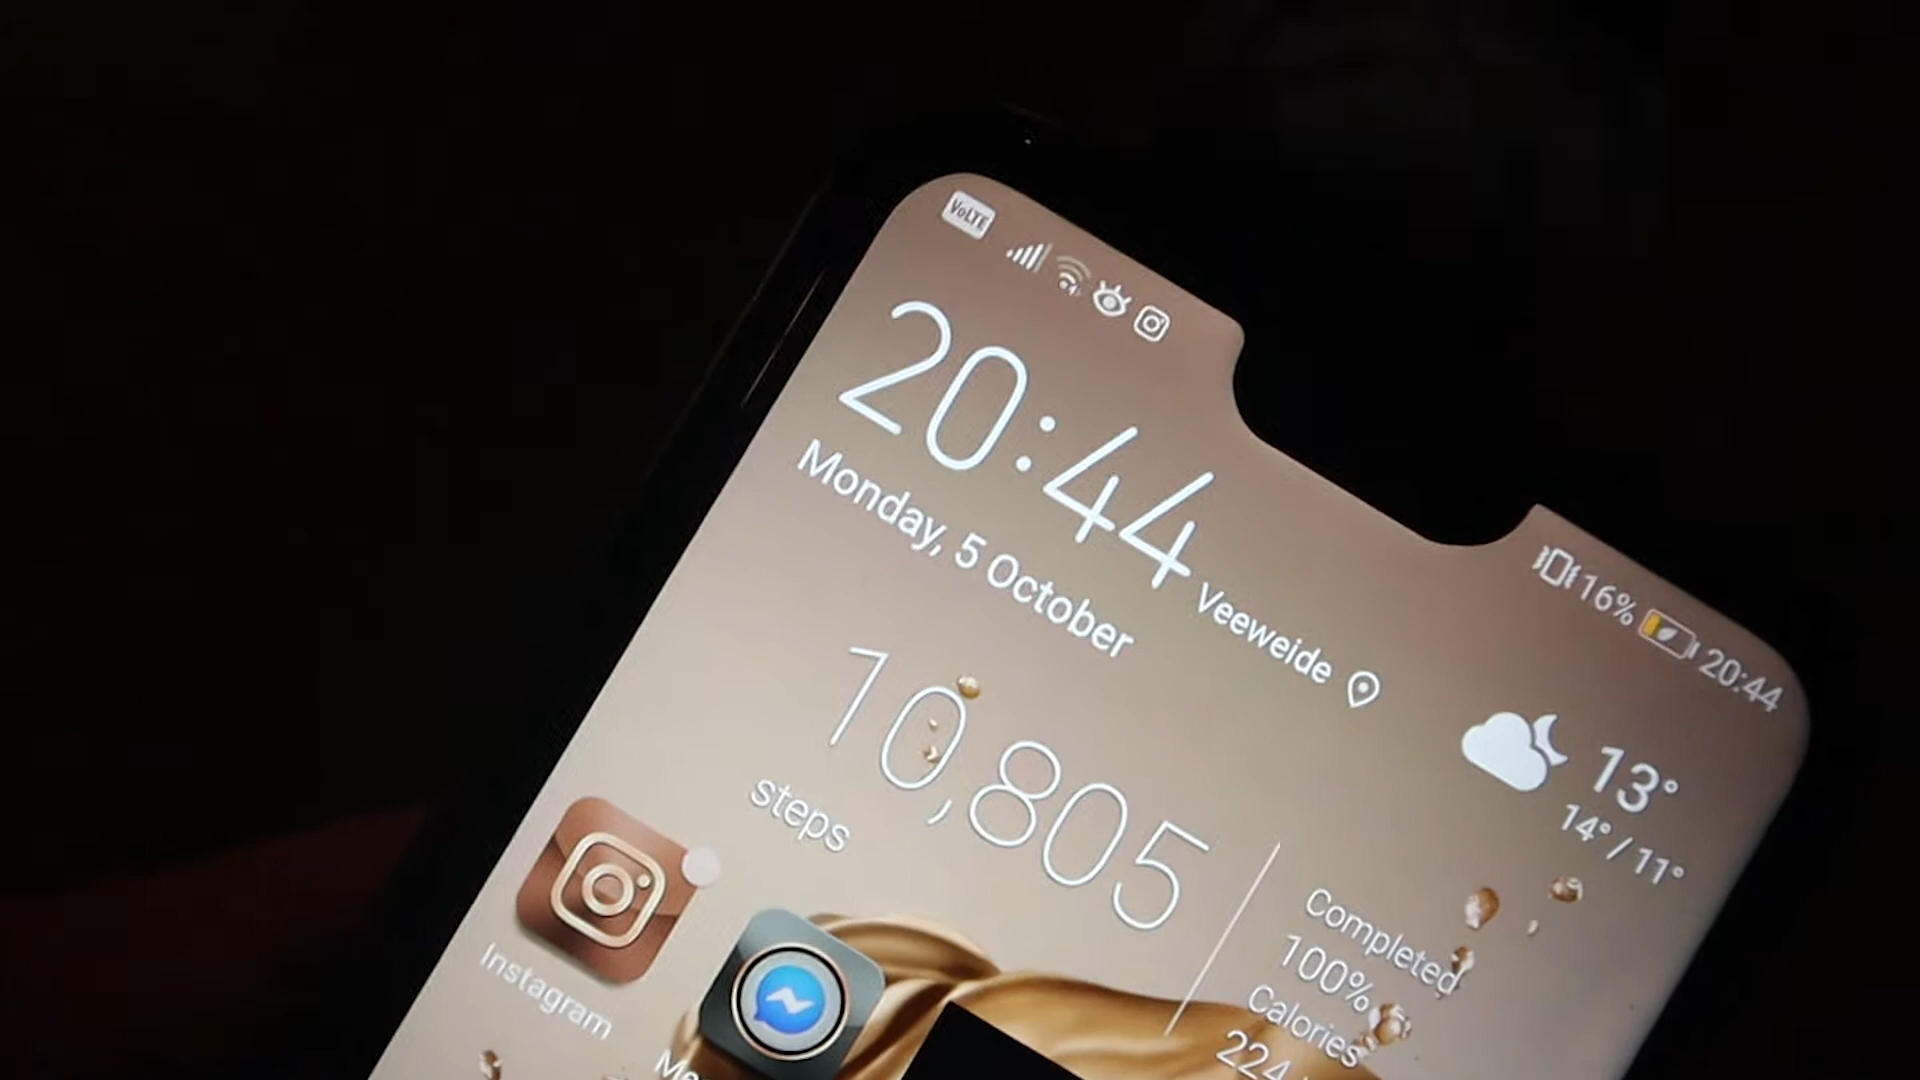 VoLTE
16% 20:44
20:44
Veeweide
Monday, 5 October
13°
14° / 11°
10,805
steps
Completed
100%
Calories
224
Instagram